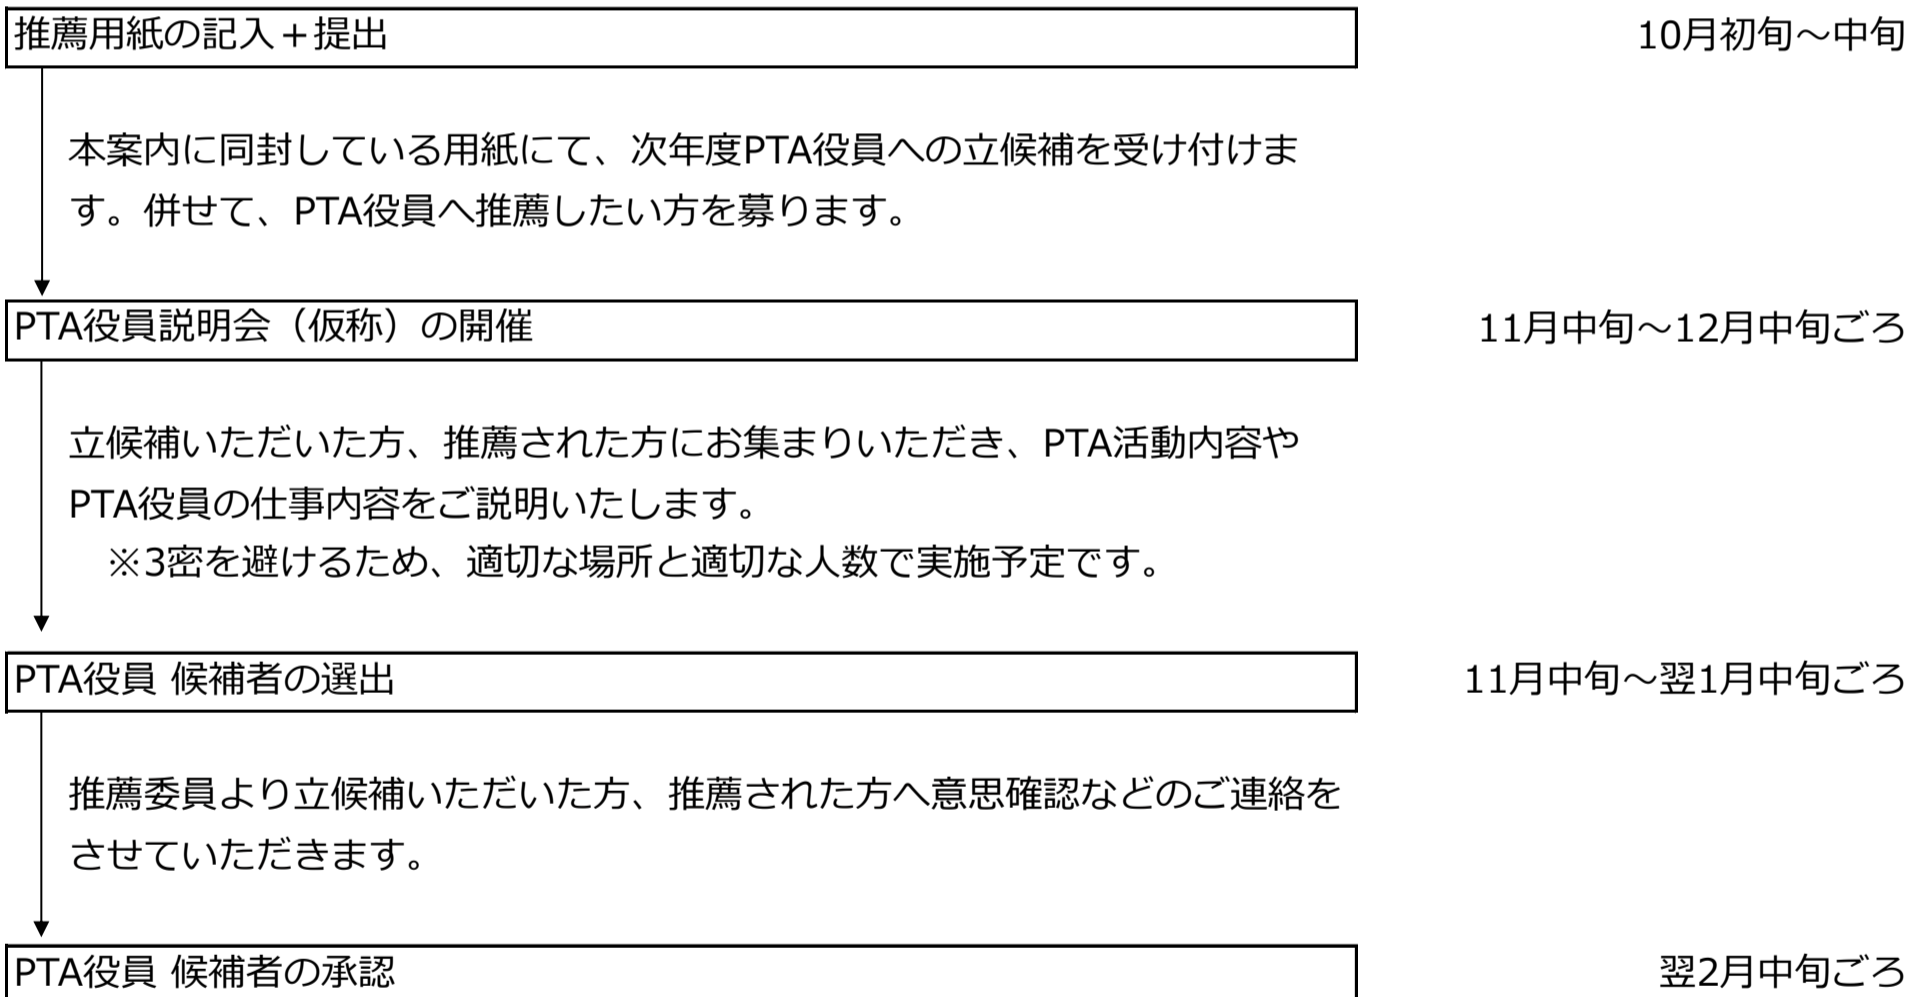 推薦用紙の記入＋提出 10月初旬～中旬
本案内に同封している用紙にて、次年度PTA役員への立候補を受け付けま
す。併せて、PTA役員へ推薦したい方を募ります。
PTA役員説明会（仮称）の開催 11月中旬～12月中旬ごろ
立候補いただいた方、推薦された方にお集まりいただき、PTA活動内容や
PTA役員の仕事内容をご説明いたします。
※3密を避けるため、適切な場所と適切な人数で実施予定です。
PTA役員 候補者の選出 11月中旬～翌1月中旬ごろ
推薦委員より立候補いただいた方、推薦された方へ意思確認などのご連絡を
させていただきます。
PTA役員 候補者の承認 翌2月中旬ごろ